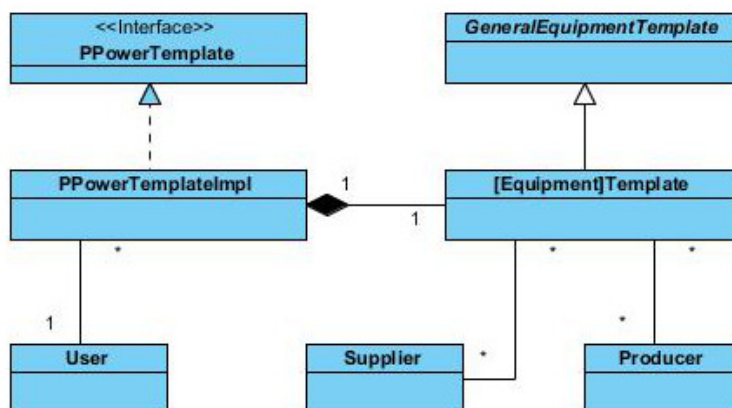 <<Interface>>
PPowerTemplate
GeneralEquipmentTemplate
PPowerTemplateImpl
1
1
[Equipment]Template
*
*
*
1
*
*
User
Supplier
Producer